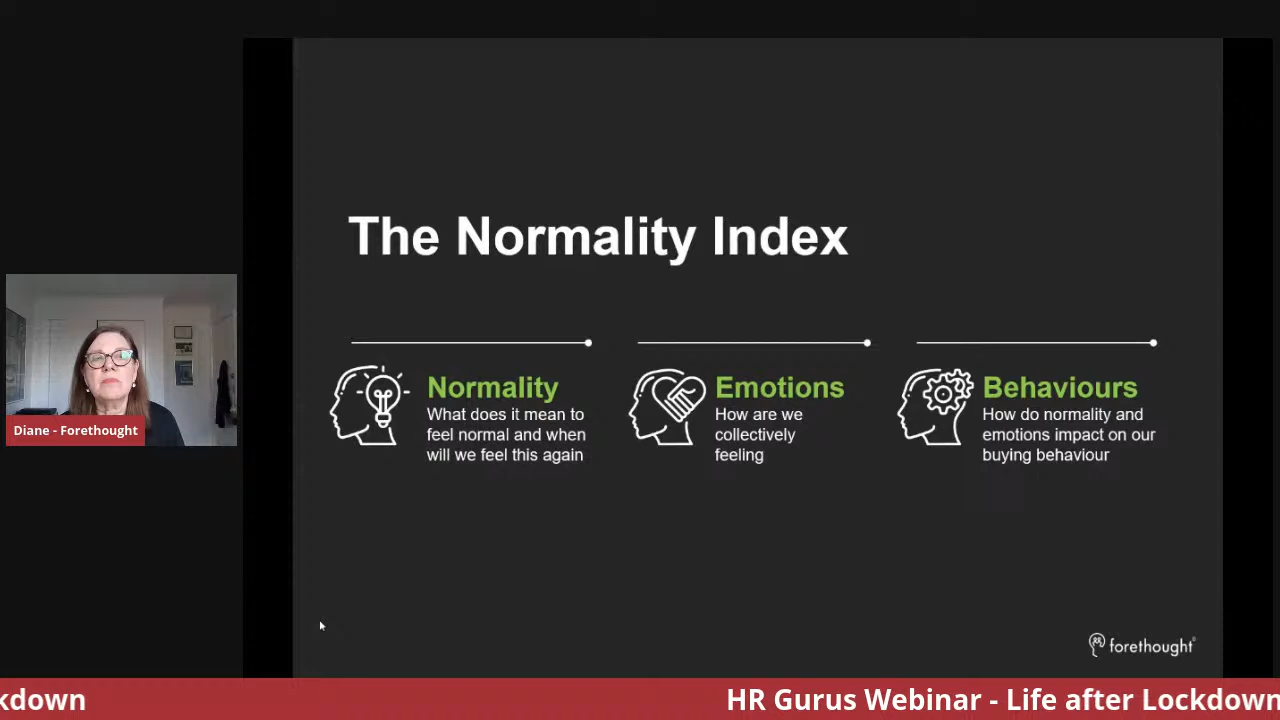 The Normality Index
Normality
What does it mean to
feel normal and when
will we feel this again
Emotions
How are we
collectively
feeling
Behaviours
How do normality and
emotions impact on our
buying behaviour
Diane - Forethought
forethought
kdown
HR Gurus Webinar - Life after Lockdown